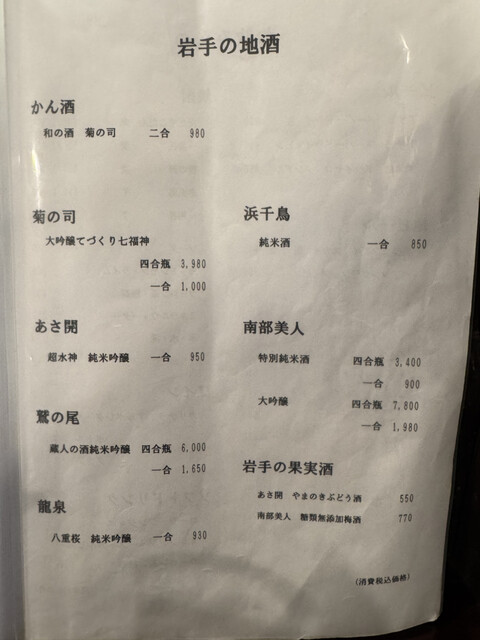 岩手の地酒
かん酒
和の酒 菊の司 二合 980
菊の司
大吟醸てづくり七福神
四合瓶 3,980
一合 1,000
あさ開
超水神 純米吟醸 一合 950
鷲の尾
蔵人の酒純米吟醸 四合瓶 6,000
一合 1,650
龍泉
八重桜 純米吟醸 一合 930
浜千鳥
純米酒 一合 850
南部美人
特別純米酒 四合瓶 3,400
一合 900
大吟醸 四合瓶 7,800
一合 1,980
岩手の果実酒
あさ開 やまのきぶどう酒 550
南部美人 糖類無添加梅酒 770
(消費税込価格)